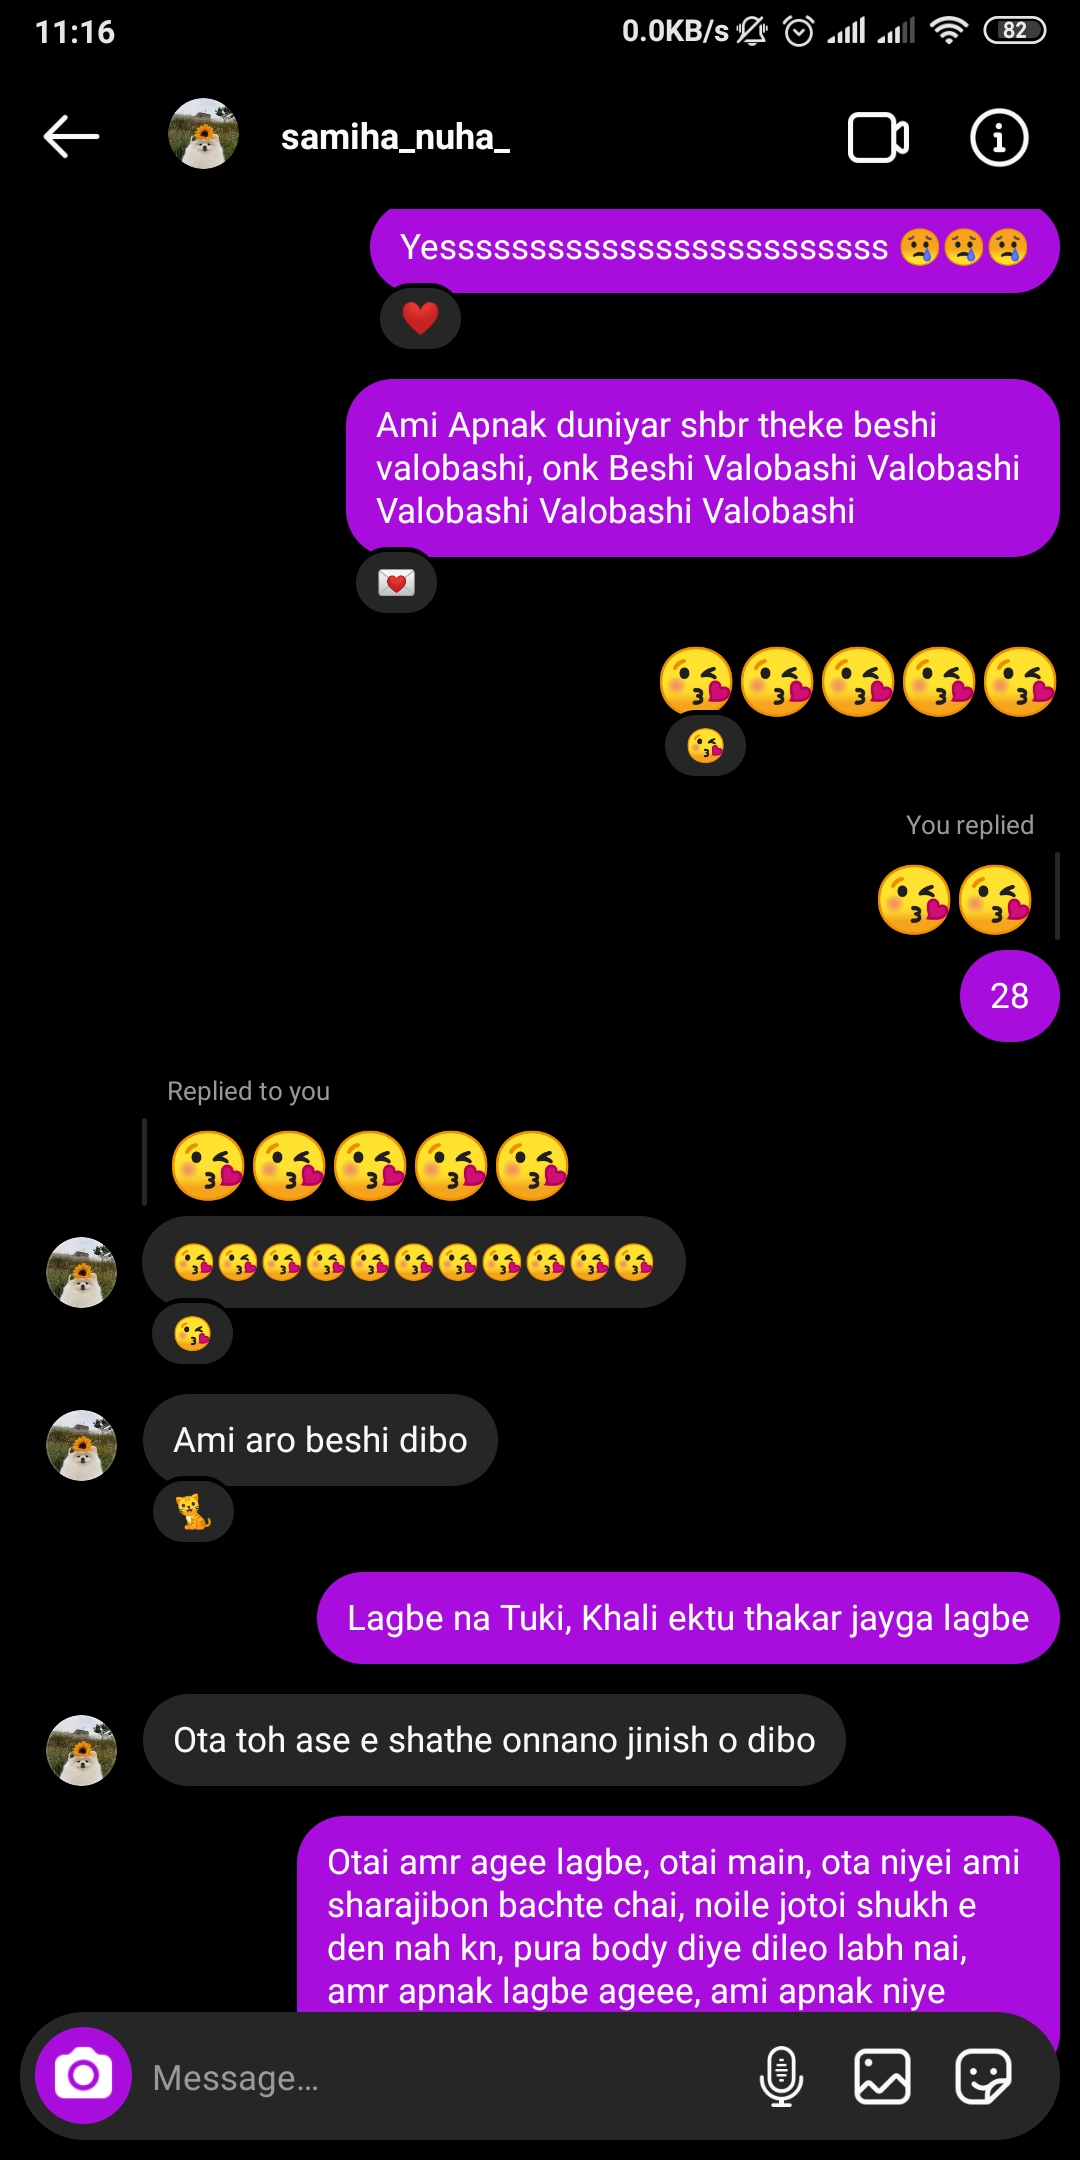 11:16
0.0KB/s
82
samiha_nuha_
Yesssssssssssssssssssssssss 😢😢😢
❤️
Ami Apnak duniyar shbr theke beshi
valobashi, onk Beshi Valobashi Valobashi
Valobashi Valobashi Valobashi
💌
😘😘😘😘😘
😘
You replied
😘😘
28
Replied to you
😘😘😘😘😘
😘😘😘😘😘😘😘😘😘😘😘
😘
Ami aro beshi dibo
🐈
Lagbe na Tuki, Khali ektu thakar jayga lagbe
Ota toh ase e shathe onnano jinish o dibo
Otai amr agee lagbe, otai main, ota niyei ami
sharajibon bachte chai, noile jotoi shukh e
den nah kn, pura body diye dileo labh nai,
amr apnak lagbe ageee, ami apnak niye
Message…